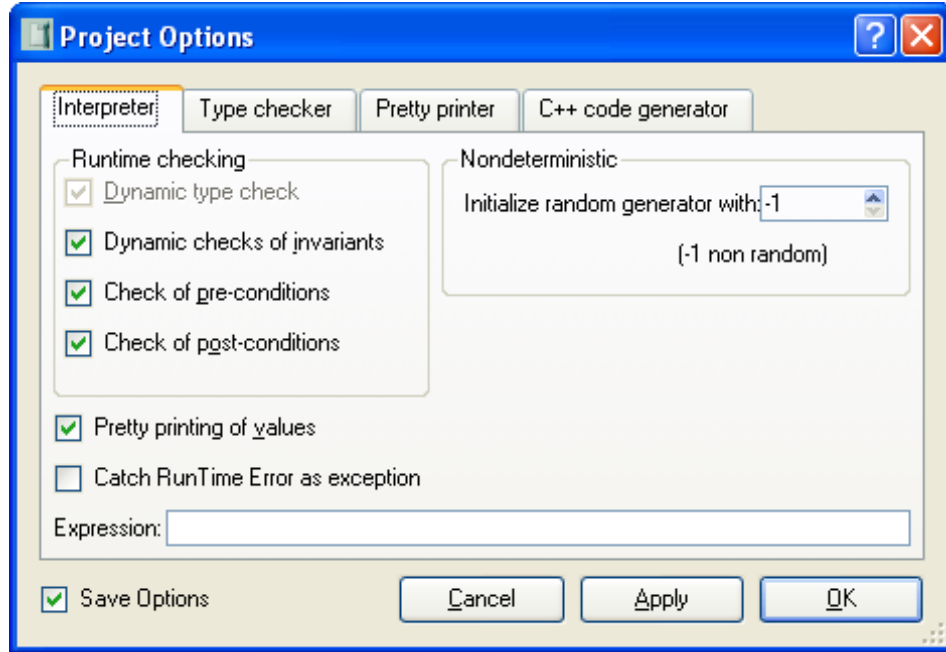 Project Options
Interpreter Type checker Pretty printer C++ code generator
Runtime checking
Dynamic type check
Dynamic checks of invariants
Check of pre-conditions
Check of post-conditions
Nondeterministic
Initialize random generator with: -1
(-1 non random)
Pretty printing of values
Catch RunTime Error as exception
Expression:
Save Options Cancel Apply OK